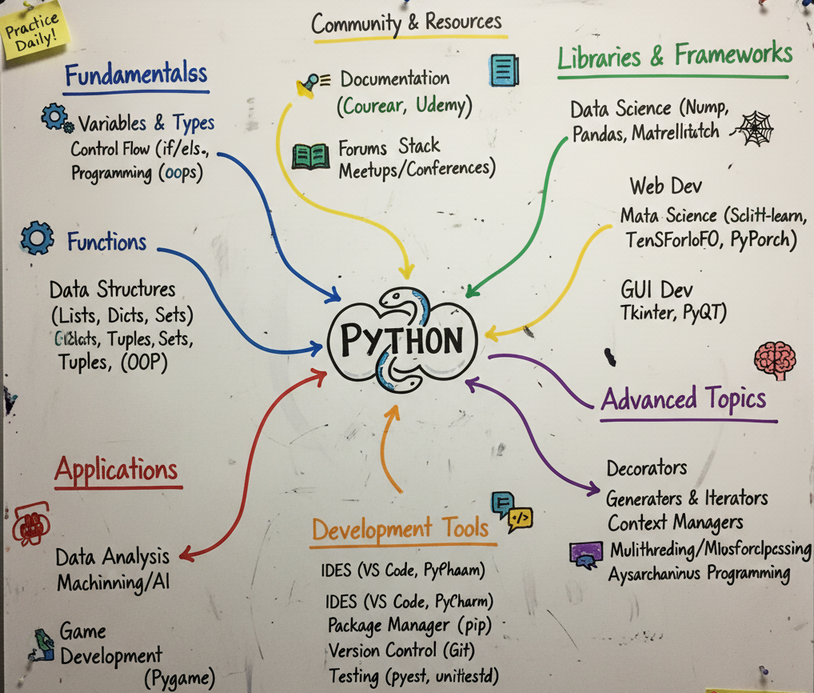 Practice
Daily!
Community & Resources
Documentation
(Courear, Udemy)
Forums Stack
Meetups/Conferences)
Fundamentalss
Variables & Types
Control Flow (if/els.,
Programming (oops)
Functions
Data Structures
(Lists, Dicts, Sets)
Tuples, Sets,
Tuples, (OOP)
Libraries & Frameworks
Data Science (Nump,
Pandas,
Web Dev
Mata Science (Sclitt-learn,
TenSForloFO, PyPorch)
GUI Dev
Tkinter, PyQT)
PYTHON
Advanced Topics
Decorators
Generaters & Iterators
Context Managers
Mulithreding/Mlusforclpcssing
Aysarchaninus Programming
Applications
Data Analysis
Machinning/AI
Game
Development
(Pygame)
Development Tools
IDES (VS Code, PyPhaam)
IDES (VS Code, PyCharm)
Package Manager (pip)
Version Control (Git)
Testing (pyest, unitiestd)